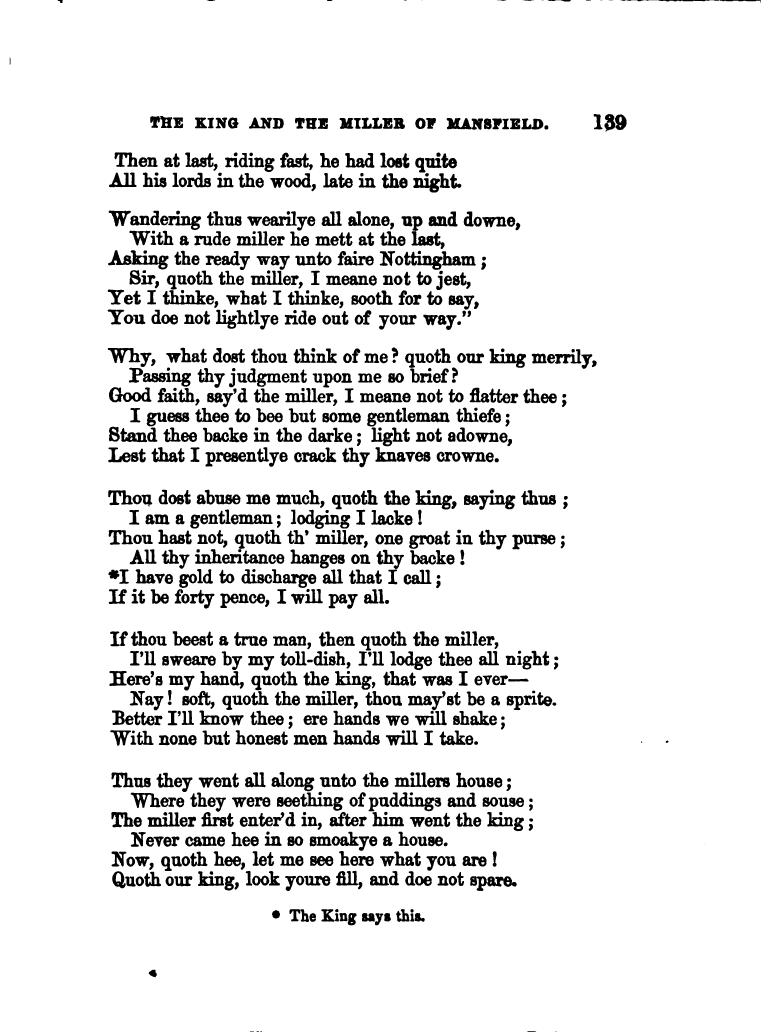 THE KING AND THE MILLER OF MANSFIELD. 139
Then at last, riding fast, he had lost quite
All his lords in the wood, late in the night.
Wandering thus wearilye all alone, up and downe,
With a rude miller he mett at the last,
Asking the ready way unto faire Nottingham ;
Sir, quoth the miller, I meane not to jest,
Yet I thinke, what I thinke, sooth for to say,
You doe not lightlye ride out of your way."
Why, what dost thou think of me? quoth our king merrily,
Passing thy judgment upon me so brief?
Good faith, say'd the miller, I meane not to flatter thee ;
I guess thee to bee but some gentleman thiefe ;
Stand thee backe in the darke ; light not adowne,
Lest that I presentlye crack thy knaves crowne.
Thou dost abuse me much, quoth the king, saying thus ;
I am a gentleman ; lodging I lacke !
Thou hast not, quoth th' miller, one groat in thy purse ;
All thy inheritance hanges on thy backe !
*I have gold to discharge all that I call ;
If it be forty pence, I will pay all.
If thou beest a true man, then quoth the miller,
I'll sweare by my toll-dish, I'll lodge thee all night ;
Here's my hand, quoth the king, that was I ever—
Nay ! soft, quoth the miller, thou may'st be a sprite.
Better I'll know thee ; ere hands we will shake ;
With none but honest men hands will I take.
Thus they went all along unto the millers house ;
Where they were seething of puddings and souse ;
The miller first enter'd in, after him went the king ;
Never came hee in so smoakye a house.
Now, quoth hee, let me see here what you are !
Quoth our king, look youre fill, and doe not spare.
* The King says this.